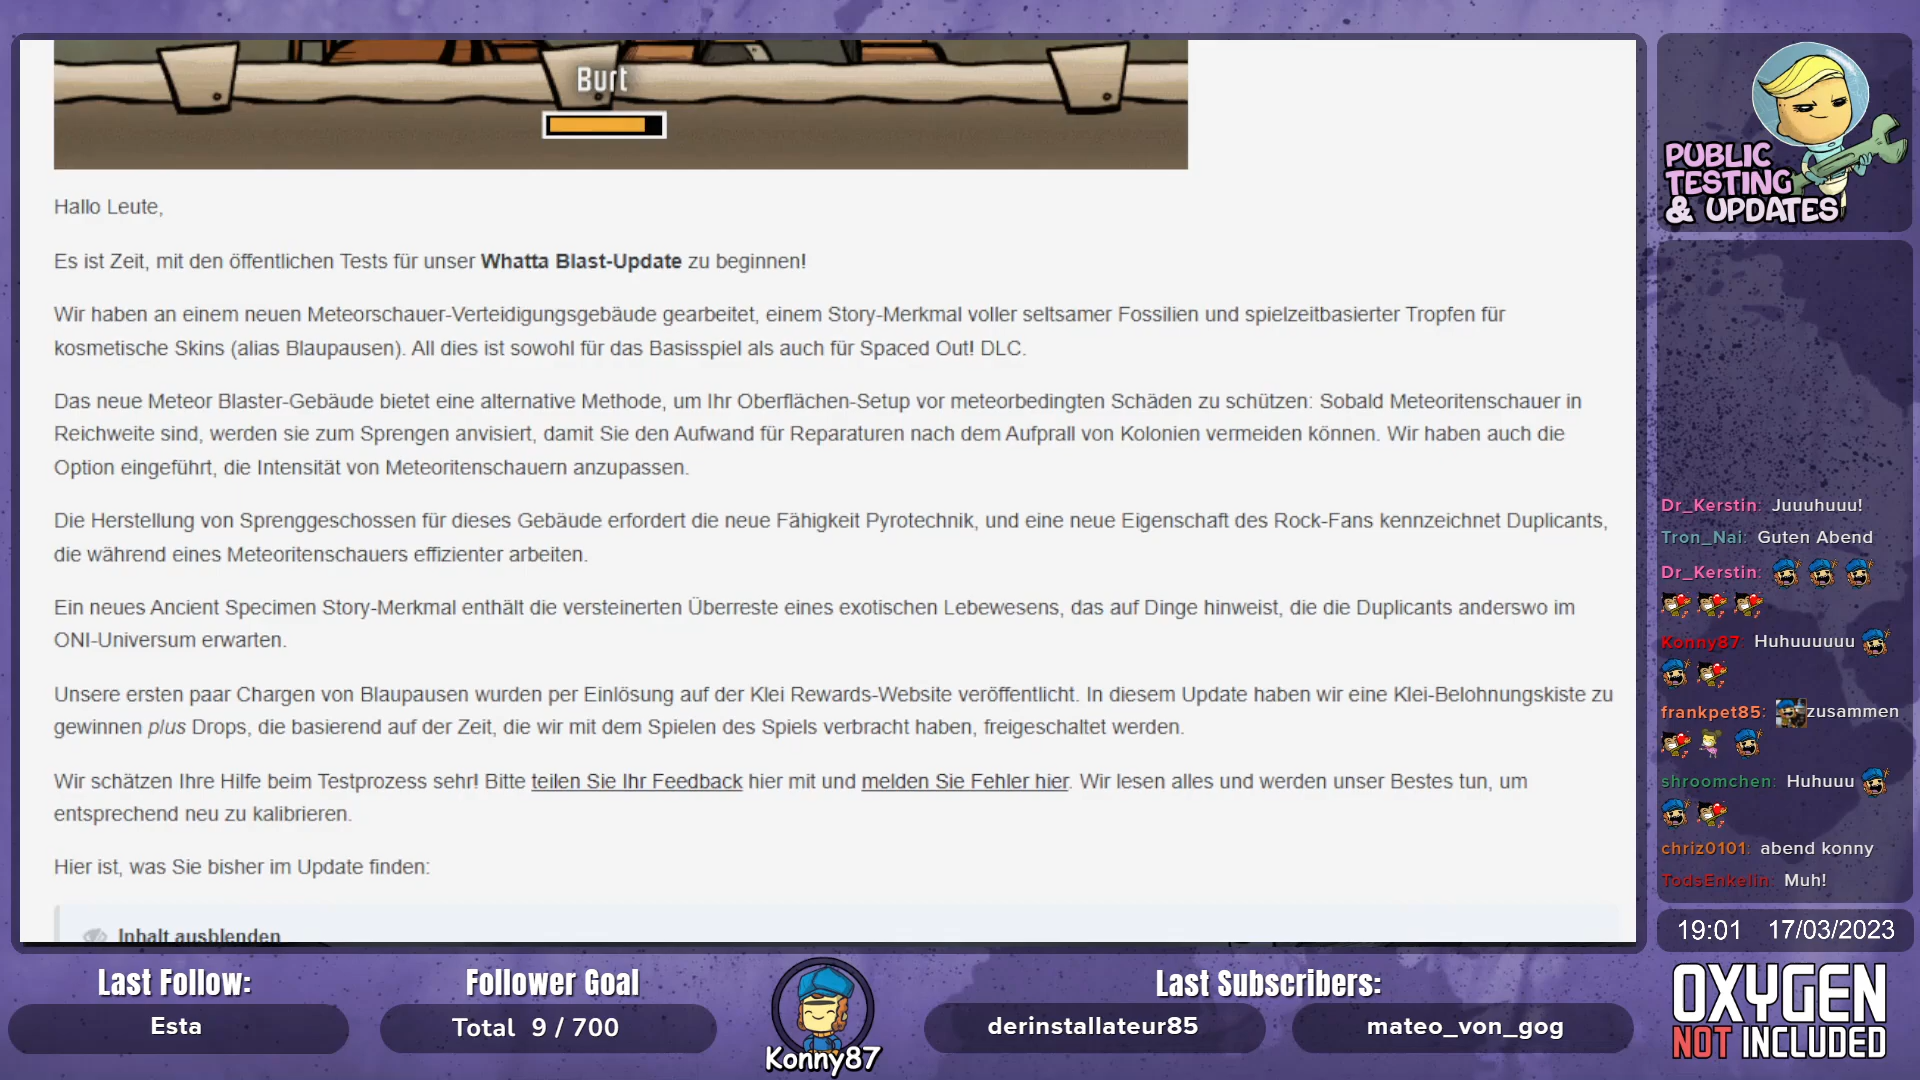 Burt
Hallo Leute,
Es ist Zeit, mit den öffentlichen Tests für unser Whatta Blast-Update zu beginnen!
Wir haben an einem neuen Meteorschauer-Verteidigungsgebäude gearbeitet, einem Story-Merkmal voller seltsamer Fossilien und spielzeitbasierter Tropfen für
kosmetische Skins (alias Blaupausen). All dies ist sowohl für das Basisspiel als auch für Spaced Out! DLC.
Das neue Meteor Blaster-Gebäude bietet eine alternative Methode, um Ihr Oberflächen-Setup vor meteorbedingten Schäden zu schützen: Sobald Meteoritenschauer in
Reichweite sind, werden sie zum Sprengen anvisiert, damit Sie den Aufwand für Reparaturen nach dem Aufprall von Kolonien vermeiden können. Wir haben auch die
Option eingeführt, die Intensität von Meteoritenschauern anzupassen.
Die Herstellung von Sprenggeschossen für dieses Gebäude erfordert die neue Fähigkeit Pyrotechnik, und eine neue Eigenschaft des Rock-Fans kennzeichnet Duplicants,
die während eines Meteoritenschauers effizienter arbeiten.
Ein neues Ancient Specimen Story-Merkmal enthält die versteinerten Überreste eines exotischen Lebewesens, das auf Dinge hinweist, die die Duplicants anderswo im
ONI-Universum erwarten.
Unsere ersten paar Chargen von Blaupausen wurden per Einlösung auf der Klei Rewards-Website veröffentlicht. In diesem Update haben wir eine Klei-Belohnungskiste zu
gewinnen plus Drops, die basierend auf der Zeit, die wir mit dem Spielen des Spiels verbracht haben, freigeschaltet werden.
Wir schätzen Ihre Hilfe beim Testprozess sehr! Bitte teilen Sie Ihr Feedback hier mit und melden Sie Fehler hier. Wir lesen alles und werden unser Bestes tun, um
entsprechend neu zu kalibrieren.
Hier ist, was Sie bisher im Update finden:
Inhalt ausblenden
PUBLIC
TESTING
& UPDATES
Dr_Kerstin: Juuuhuuu!
Tron_Nai: Guten Abend
Dr_Kerstin:
Konny87: Huhuuuuuu
frankpet85: zusammen
shroomchen: Huhuuu
chriz0101: abend konny
TodsEnkelin: Muh!
19:01 17/03/2023
Last Follow:
Esta
Follower Goal
Total 9 / 700
Konny87
Last Subscribers:
derinstallateur85
mateo_von_gog
OXYGEN
NOT INCLUDED